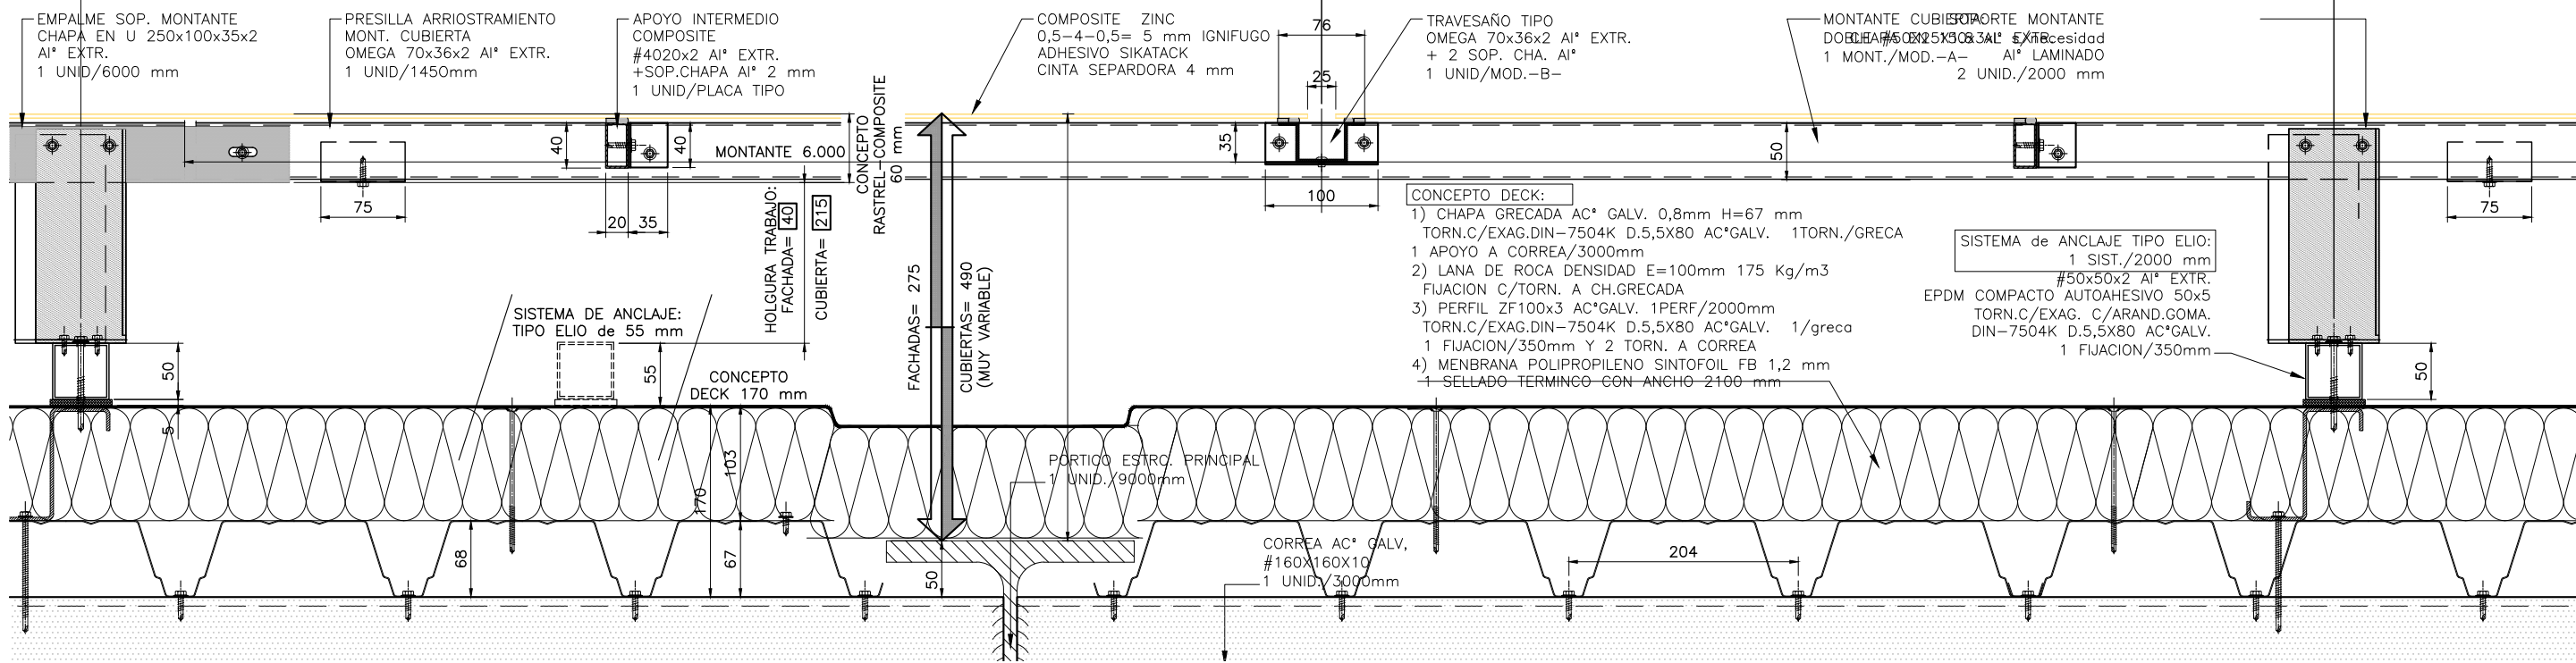 EMPALME SOP. MONTANTE
CHAPA EN U 250x100x35x2
Al° EXTR.
1 UNID/6000 mm
PRESILLA ARRIOSTRAMIENTO
MONT. CUBIERTA
OMEGA 70x36x2 Al° EXTR.
1 UNID/1450mm
APOYO INTERMEDIO
COMPOSITE
#4020x2 Al° EXTR.
+SOP.CHAPA Al° 2 mm
1 UNID/PLACA TIPO
COMPOSITE ZINC
0,5-4-0,5= 5 mm IGNIFUGO
ADHESIVO SIKATACK
CINTA SEPARDORA 4 mm
76
25
TRAVESAÑO TIPO
OMEGA 70x36x2 Al° EXTR.
+ 2 SOP. CHA. Al°
1 UNID/MOD.-B-
MONTANTE CUBIERTA:
1 MONT./MOD.-A-
SOPORTE MONTANTE
Al° LAMINADO
2 UNID./2000 mm
40
40
MONTANTE 6.000
CONCEPTO
RASTREL-COMPOSITE
60 mm
35
50
75
20
35
100
75
HOLGURA TRABAJO:
FACHADA= 40
CUBIERTA= 215
FACHADAS= 275
CUBIERTAS= 490
(MUY VARIABLE)
CONCEPTO DECK:
1) CHAPA GRECADA AC° GALV. 0,8mm H=67 mm
TORN.C/EXAG.DIN-7504K D.5,5X80 AC°GALV. 1TORN./GRECA
1 APOYO A CORREA/3000mm
2) LANA DE ROCA DENSIDAD E=100mm 175 Kg/m3
FIJACION C/TORN. A CH.GRECADA
3) PERFIL ZF100x3 AC°GALV. 1PERF/2000mm
TORN.C/EXAG.DIN-7504K D.5,5X80 AC°GALV. 1/greca
1 FIJACION/350mm Y 2 TORN. A CORREA
4) MENBRANA POLIPROPILENO SINTOFOIL FB 1,2 mm
1 SELLADO TERMINCO CON ANCHO 2100 mm
SISTEMA de ANCLAJE TIPO ELIO:
1 SIST./2000 mm
#50x50x2 Al° EXTR.
EPDM COMPACTO AUTOAHESIVO 50x5
TORN.C/EXAG. C/ARAND.GOMA.
DIN-7504K D.5,5X80 AC°GALV.
1 FIJACION/350mm
SISTEMA DE ANCLAJE:
TIPO ELIO de 55 mm
50
5
55
CONCEPTO
DECK 170 mm
50
103
170
68
67
PORTICO ESTRC. PRINCIPAL
1 UNID./9000mm
50
CORREA AC° GALV,
#160X160X10
1 UNID./3000mm
204